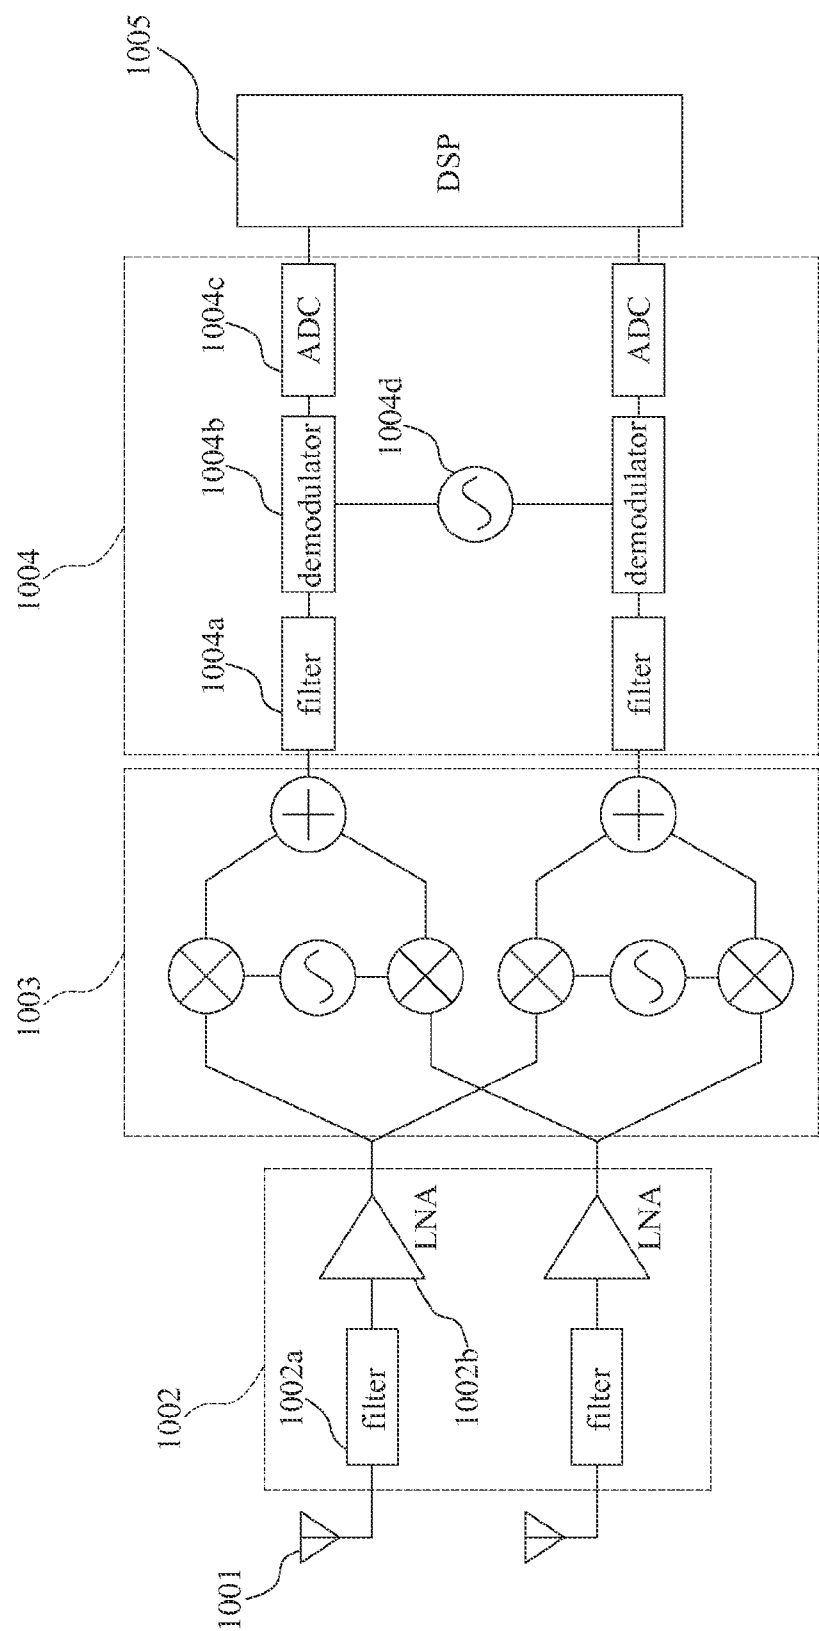 1001
1002
1002a
filter
1002b
LNA
filter
LNA
1003
1004
1004a
filter
1004b
demodulator
1004c
ADC
1004d
filter
demodulator
ADC
1005
DSP